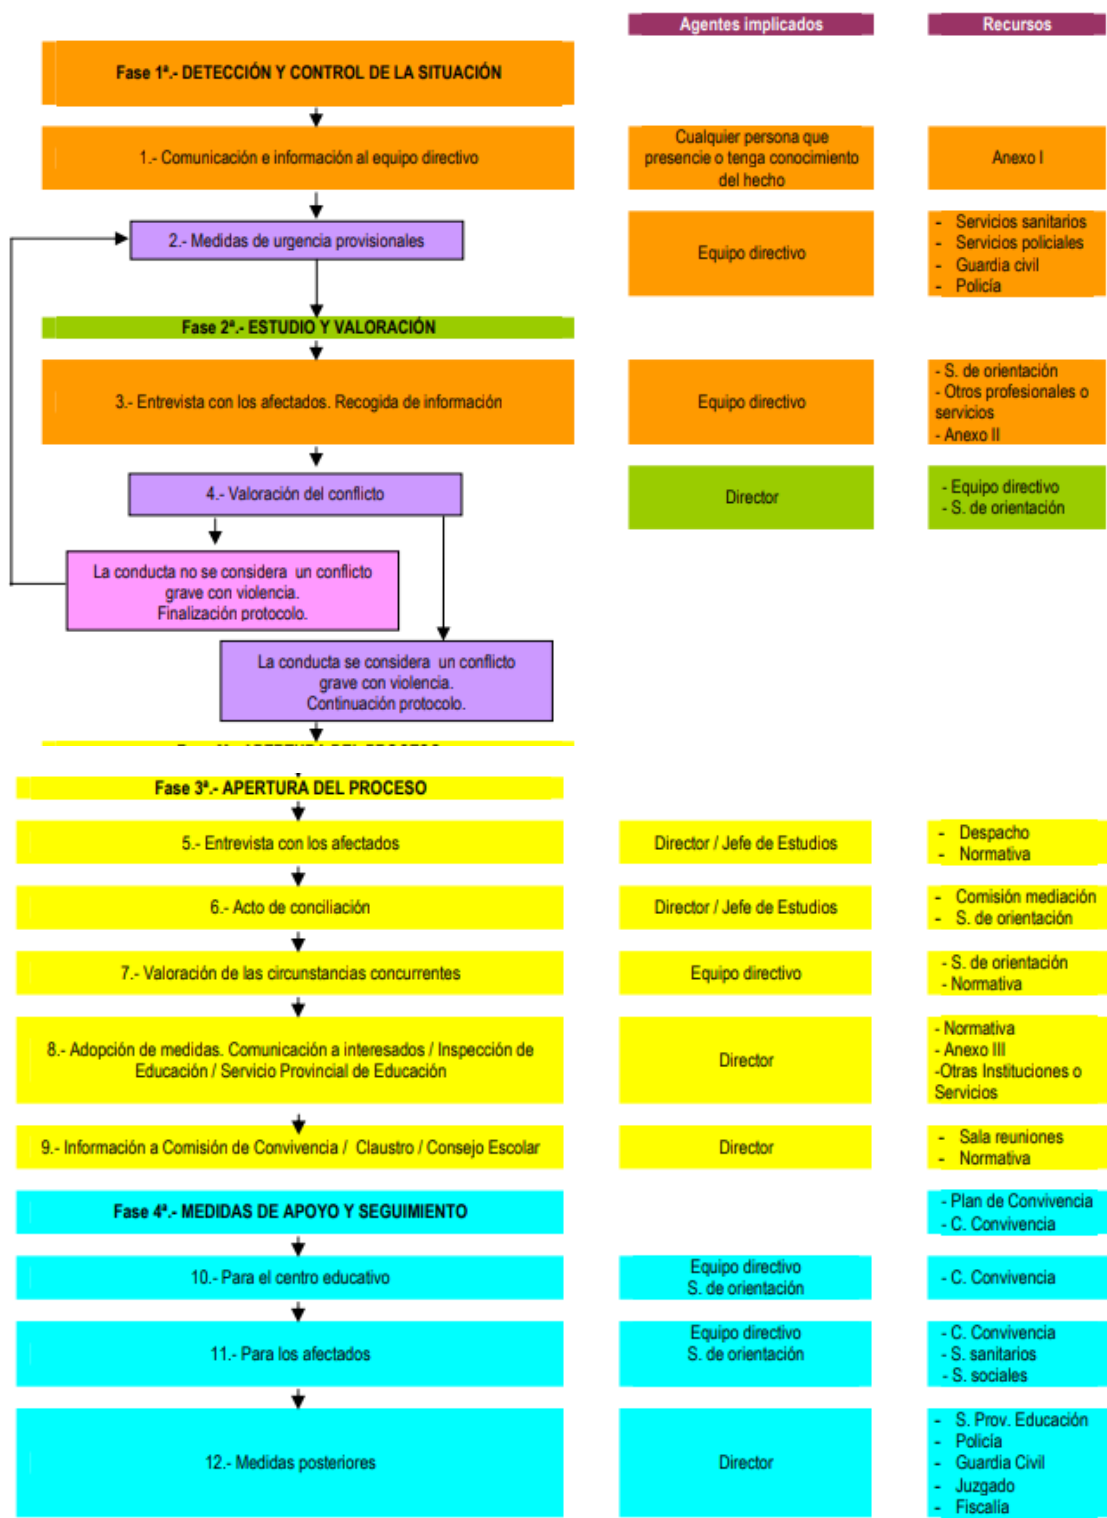 Agentes implicados
Recursos
Fase 1ª.- DETECCIÓN Y CONTROL DE LA SITUACIÓN
1.- Comunicación e información al equipo directivo
Cualquier persona que
presencie o tenga conocimiento
del hecho
Anexo I
2.- Medidas de urgencia provisionales
Equipo directivo
- Servicios sanitarios
- Servicios policiales
- Guardia civil
- Policía
Fase 2ª.- ESTUDIO Y VALORACIÓN
3.- Entrevista con los afectados. Recogida de información
Equipo directivo
- S. de orientación
- Otros profesionales o
servicios
- Anexo II
4.- Valoración del conflicto
Director
- Equipo directivo
- S. de orientación
La conducta no se considera un conflicto
grave con violencia.
Finalización protocolo.
La conducta se considera un conflicto
grave con violencia.
Continuación protocolo.
Fase 3ª.- APERTURA DEL PROCESO
5.- Entrevista con los afectados
Director / Jefe de Estudios
- Despacho
- Normativa
6.- Acto de conciliación
Director / Jefe de Estudios
- Comisión mediación
- S. de orientación
7.- Valoración de las circunstancias concurrentes
Equipo directivo
- S. de orientación
- Normativa
8.- Adopción de medidas. Comunicación a interesados / Inspección de
Educación / Servicio Provincial de Educación
Director
- Normativa
- Anexo III
-Otras Instituciones o
Servicios
9.- Información a Comisión de Convivencia / Claustro / Consejo Escolar
Director
- Sala reuniones
- Normativa
Fase 4ª.- MEDIDAS DE APOYO Y SEGUIMIENTO
- Plan de Convivencia
- C. Convivencia
10.- Para el centro educativo
Equipo directivo
S. de orientación
- C. Convivencia
11.- Para los afectados
Equipo directivo
S. de orientación
- C. Convivencia
- S. sanitarios
- S. sociales
12.- Medidas posteriores
Director
- S. Prov. Educación
- Policía
- Guardia Civil
- Juzgado
- Fiscalía